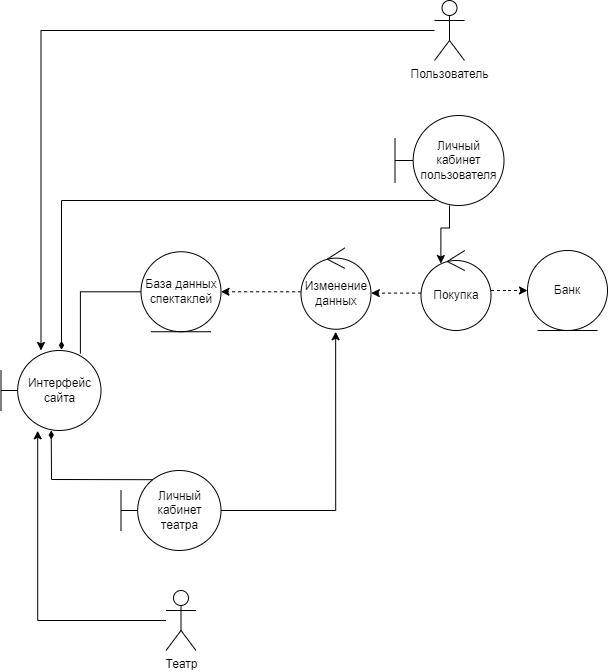 Пользователь
Личный
кабинет
пользователя
База данных
спектаклей
Изменение
данных
Покупка
Банк
Интерфейс
сайта
Личный
кабинет
театра
Театр